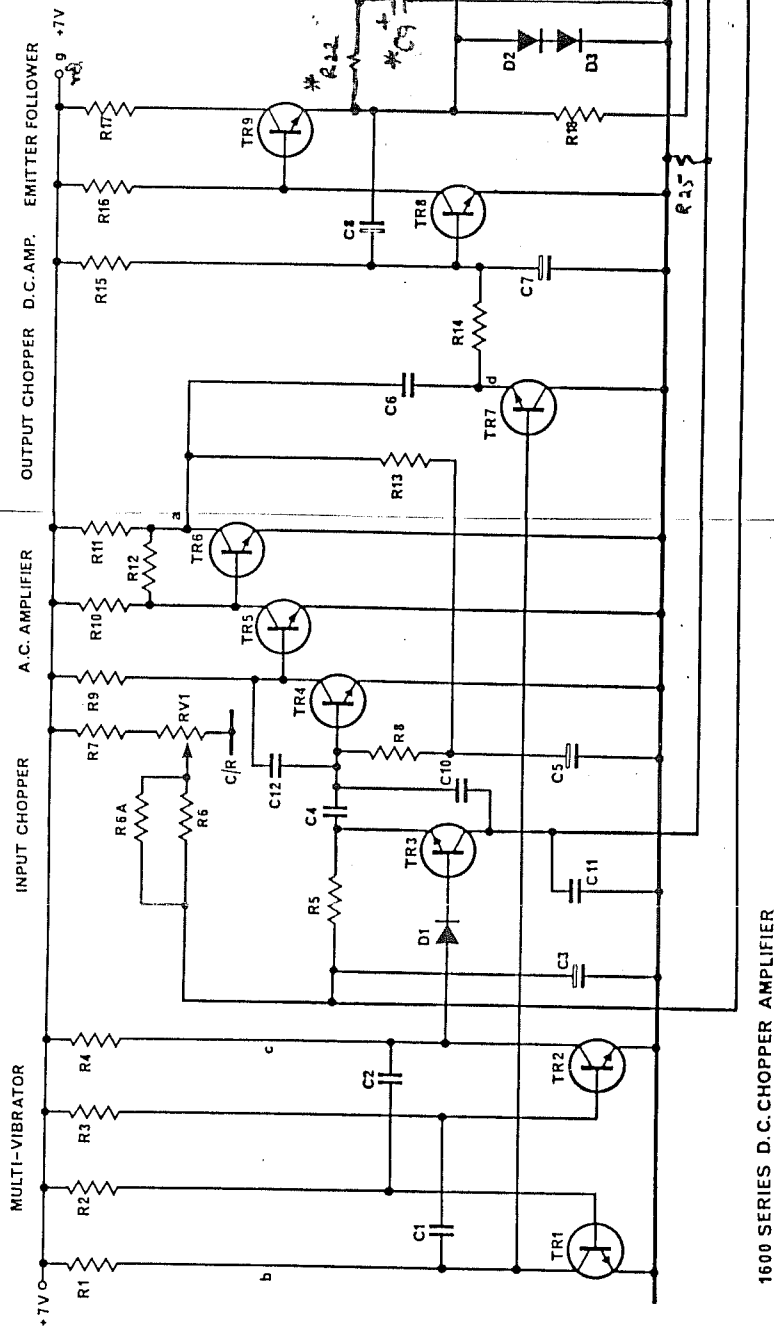 MULTI-VIBRATOR INPUT CHOPPER A.C. AMPLIFIER OUTPUT CHOPPER D.C. AMP. EMITTER FOLLOWER
+7V g +7V
R1 R2 R3 R4 R7 R9 R10 R11 R15 R16 R17
R6A R12 a
RV1
R6 TR6 TR9 * R22
b c C/R TR5
C12 TR4 C8 * C9 +
R5 C4 R8 R13 C6 TR8
C2 C10
C1 D1 TR3 R14 D2
d
TR7 C7 R18 D3
TR1 TR2 C3 C11 C5
R25
1600 SERIES D.C. CHOPPER AMPLIFIER